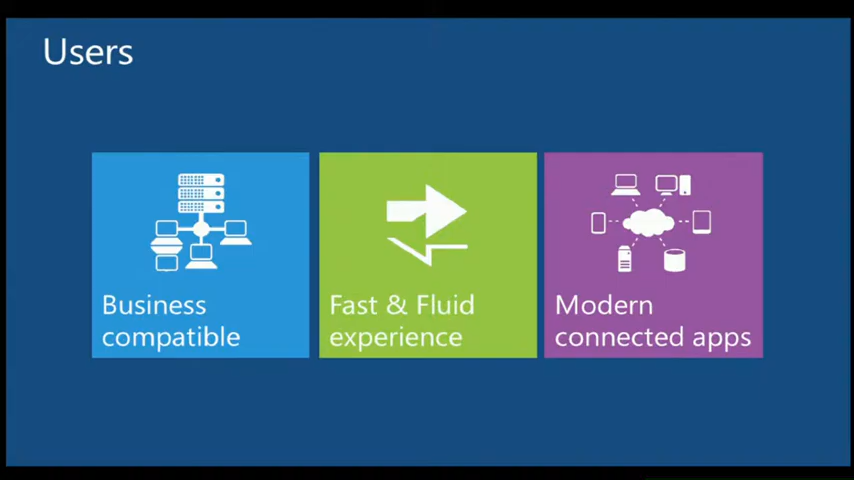 Users
Business
compatible
Fast & Fluid
experience
Modern
connected apps